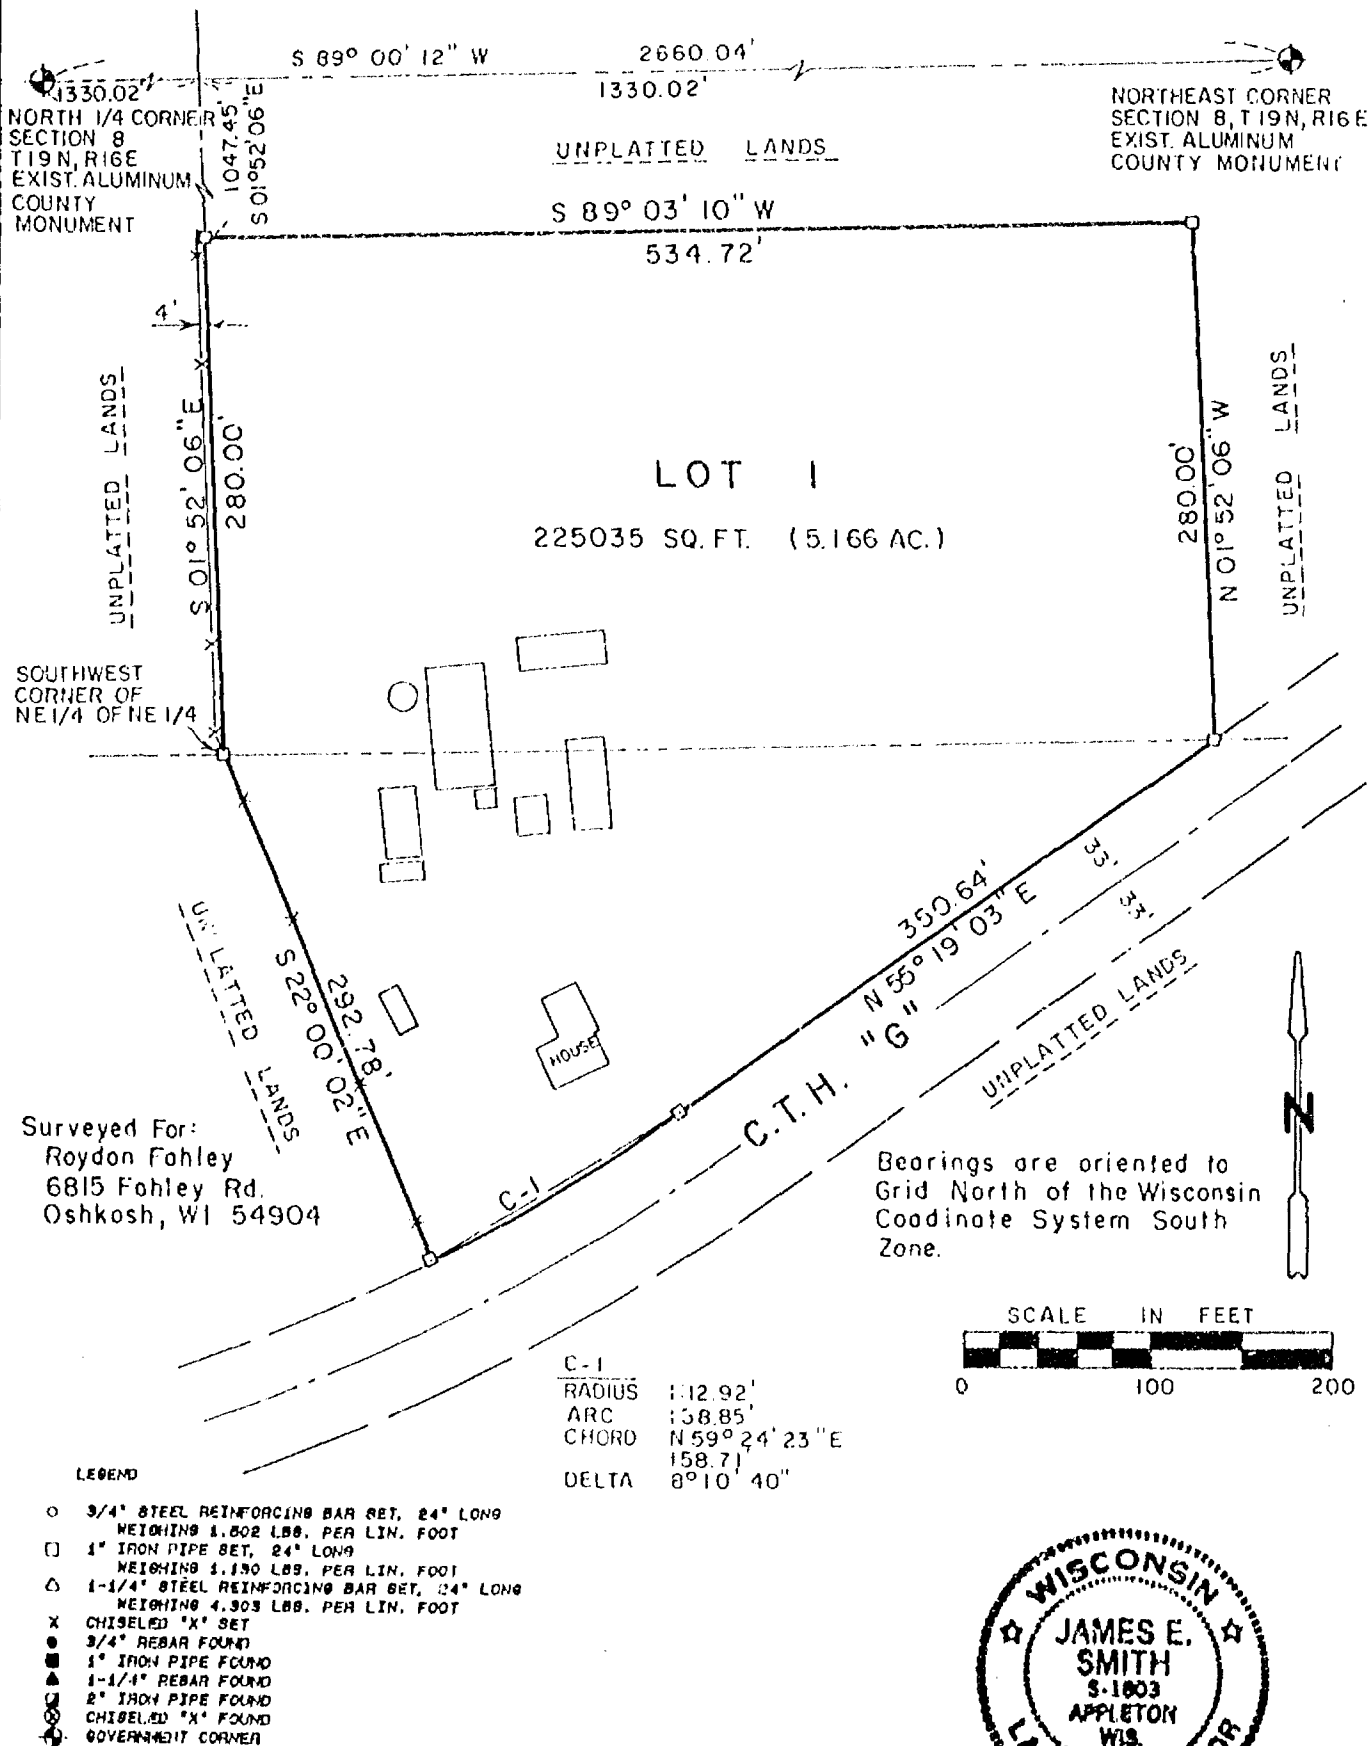 S 89° 00' 12" W 2660.04'
1330.02' 1330.02'
NORTH 1/4 CORNER
SECTION 8
T19N, R16E
EXIST. ALUMINUM
COUNTY
MONUMENT
1047.45'
S 01° 52' 06" E
NORTHEAST CORNER
SECTION 8, T19N, R16E
EXIST. ALUMINUM
COUNTY MONUMENT
UNPLATTED LANDS
S 89° 03' 10" W
534.72'
4'
UNPLATTED LANDS
S 01° 52' 06" E
280.00'
LOT 1
225035 SQ. FT. (5.166 AC.)
280.00'
N 01° 52' 06" W
UNPLATTED LANDS
SOUTHWEST
CORNER OF
NE1/4 OF NE1/4
LATTED LANDS
S 22° 00' 02" E
292.78'
HOUSE
350.64'
N 55° 19' 03" E
33'
33'
C.T.H. "G"
UNPLATTED LANDS
C-1
N
Surveyed For:
Roydon Fahley
6815 Fahley Rd.
Oshkosh, WI 54904
Bearings are oriented to
Grid North of the Wisconsin
Coodinate System South
Zone.
SCALE IN FEET
0 100 200
C-1
RADIUS
ARC
CHORD N 59° 24' 23" E
158.71'
DELTA 8° 10' 40"
LEGEND
3/4" STEEL REINFORCING BAR SET, 24" LONG
WEIGHING 1.502 LBS. PER LIN. FOOT
1" IRON PIPE SET, 24" LONG
WEIGHING 1.130 LBS. PER LIN. FOOT
1-1/4" STEEL REINFORCING BAR SET, 24" LONG
WEIGHING 4.303 LBS. PER LIN. FOOT
CHISELED "X" SET
3/4" REBAR FOUND
1" IRON PIPE FOUND
1-1/4" REBAR FOUND
2" IRON PIPE FOUND
CHISELED "X" FOUND
GOVERNMENT CORNER
WISCONSIN
JAMES E.
SMITH
S-1803
APPLETON
WIS.